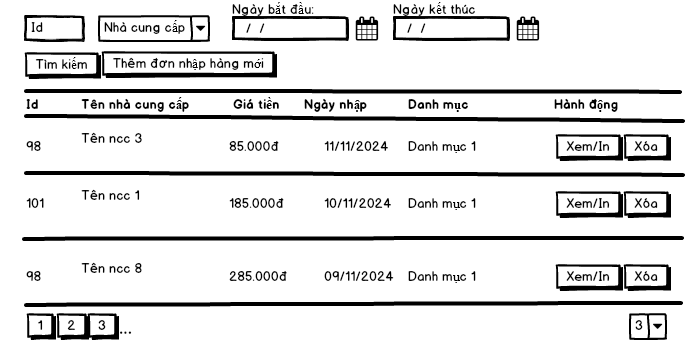 Ngày bắt đầu: Ngày kết thúc
Id Nhà cung cấp / / / /
Tìm kiếm Thêm đơn nhập hàng mới
Id Tên nhà cung cấp Giá tiền Ngày nhập Danh mục Hành động
98 Tên ncc 3 85.000đ 11/11/2024 Danh mục 1 Xem/In Xóa
101 Tên ncc 1 185.000đ 10/11/2024 Danh mục 1 Xem/In Xóa
98 Tên ncc 8 285.000đ 09/11/2024 Danh mục 1 Xem/In Xóa
1 2 3 ... 3